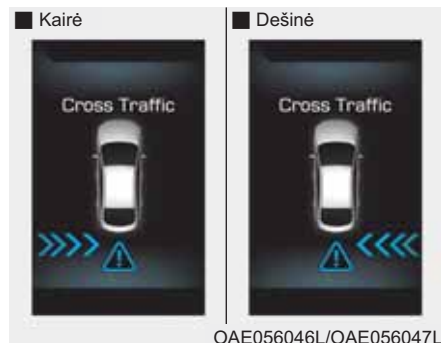 Kairė
Dešinė
Cross Traffic
Cross Traffic
OAE056046L/OAE056047L